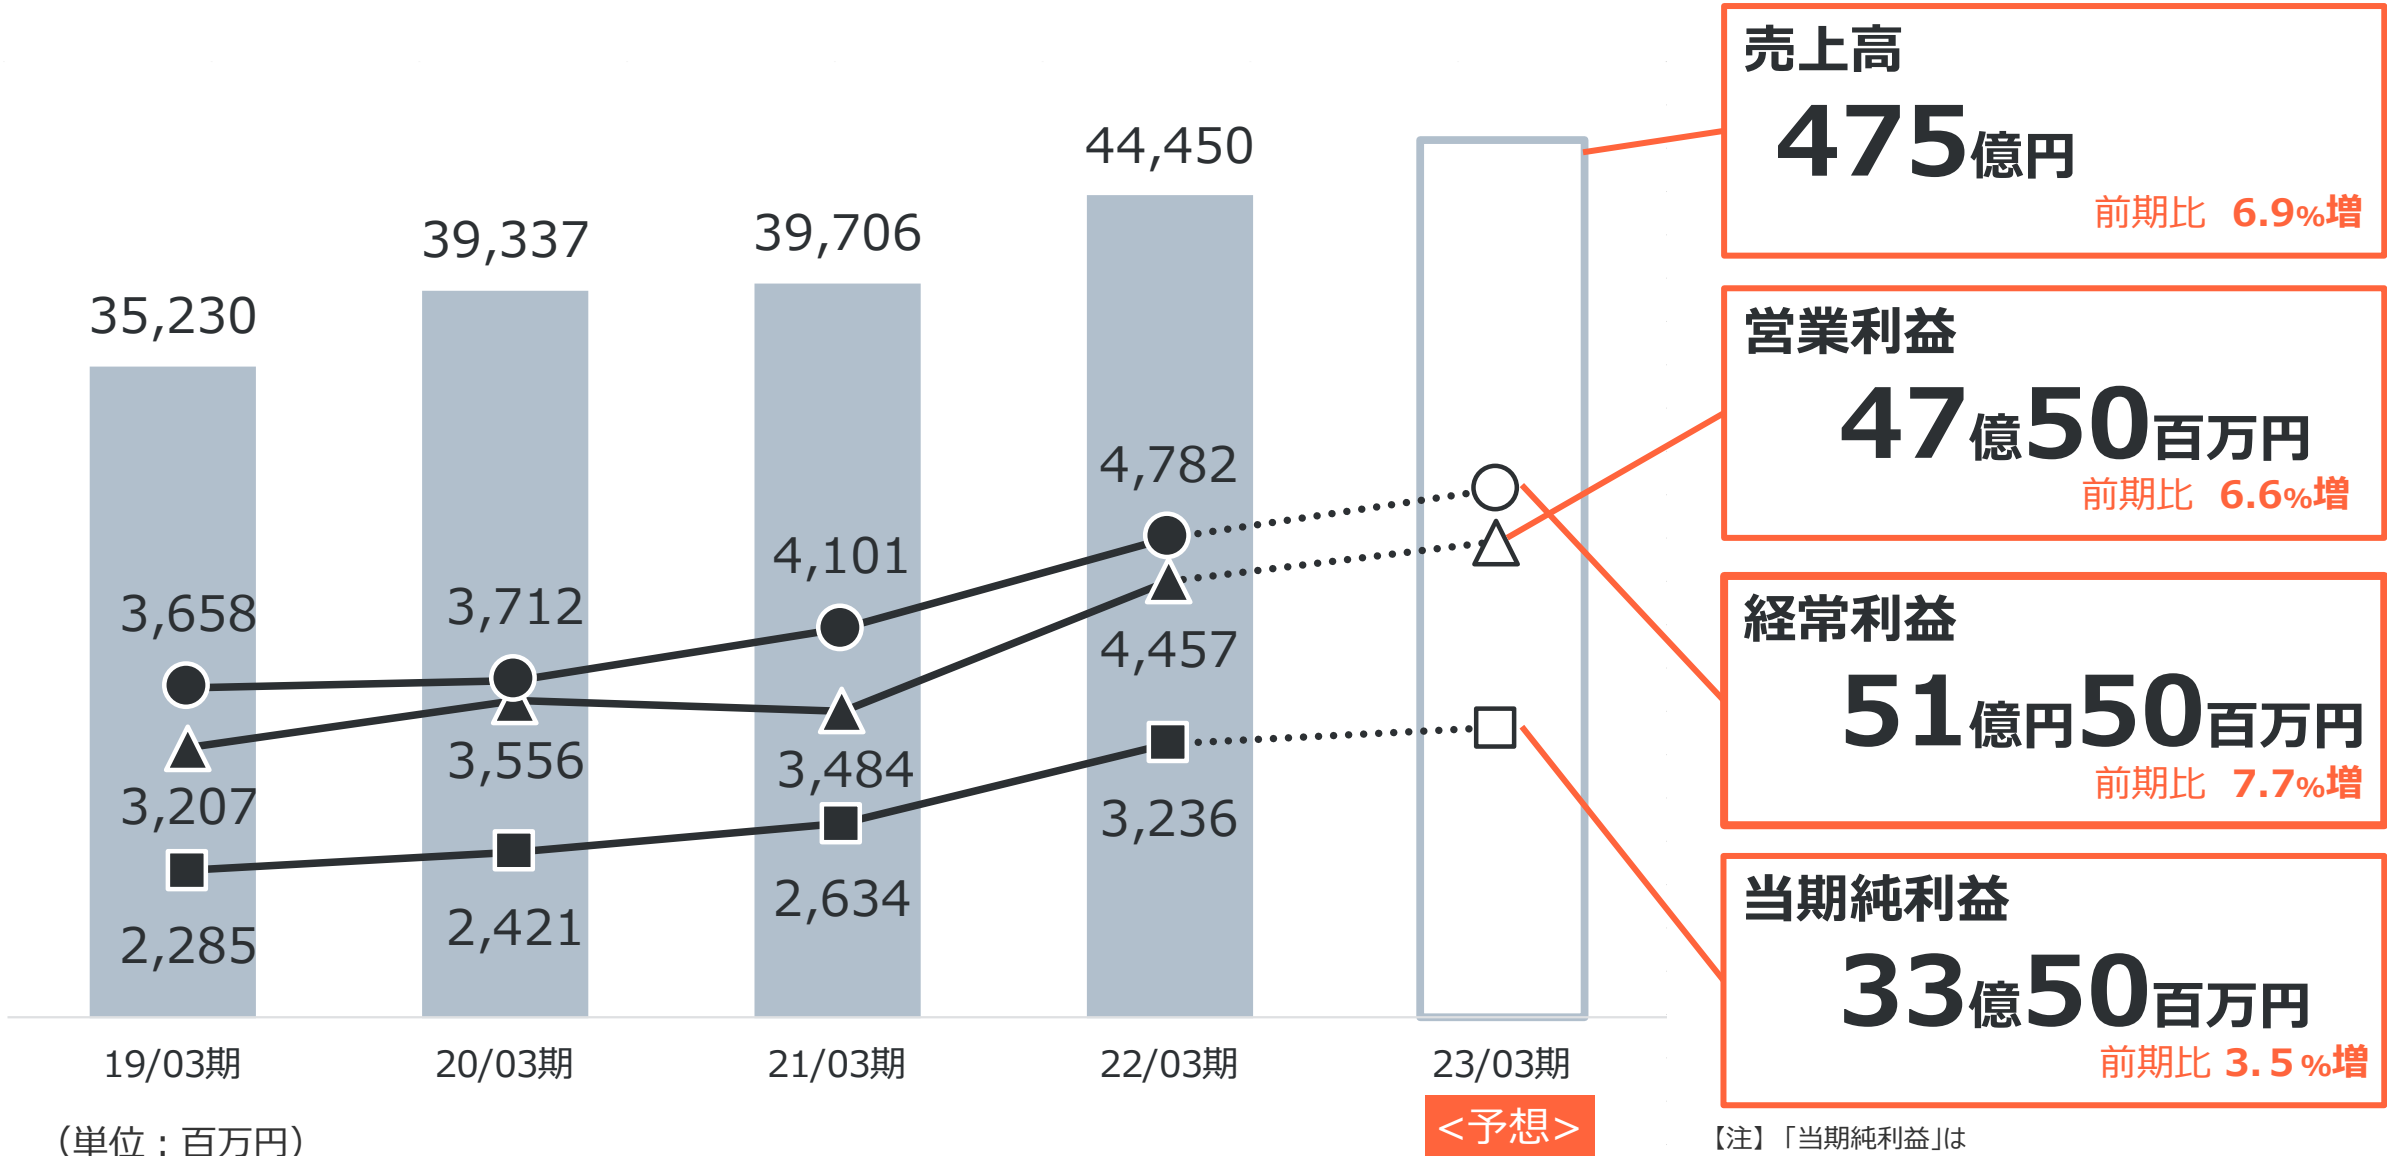 44,450
39,706
39,337
35,230
4,782
4,101
3,712
3,658
4,457
3,556
3,484
3,207
3,236
2,634
2,421
2,285
19/03期
20/03期
21/03期
22/03期
23/03期
<予想>
（単位：百万円）
売上高
475億円
前期比 6.9%増
営業利益
47億50百万円
前期比 6.6%増
経常利益
51億円50百万円
前期比 7.7%増
当期純利益
33億50百万円
前期比 3.5%増
【注】「当期純利益」は